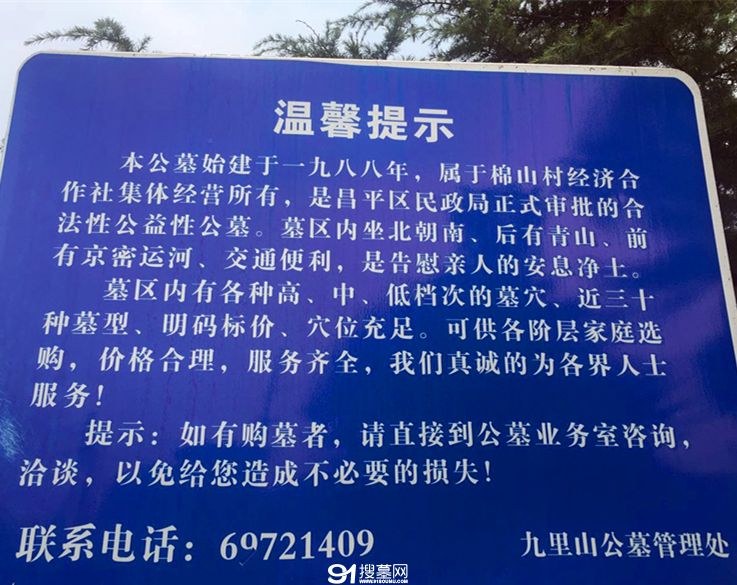 温馨提示
本公墓始建于一九八八年，属于棉山村经济合
作社集体经营所有，是昌平区民政局正式审批的合
法性公益性公墓。墓区内坐北朝南、后有青山、前
有京密运河、交通便利，是告慰亲人的安息净土。
墓区内有各种高、中、低档次的墓穴、近三十
种墓型、明码标价、穴位充足。可供各阶层家庭选
购，价格合理，服务齐全，我们真诚的为各界人士
服务！
提示：如有购墓者，请直接到公墓业务室咨询，
洽谈，以免给您造成不必要的损失！
联系电话：69721409 九里山公墓管理处
91搜墓网
WWW.91SOUMU.COM